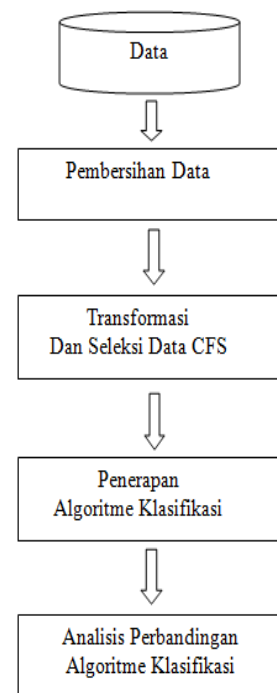 Data
Pembersihan Data
Transformasi
Dan Seleksi Data CFS
Penerapan
Algoritme Klasifikasi
Analisis Perbandingan
Algoritme Klasifikasi